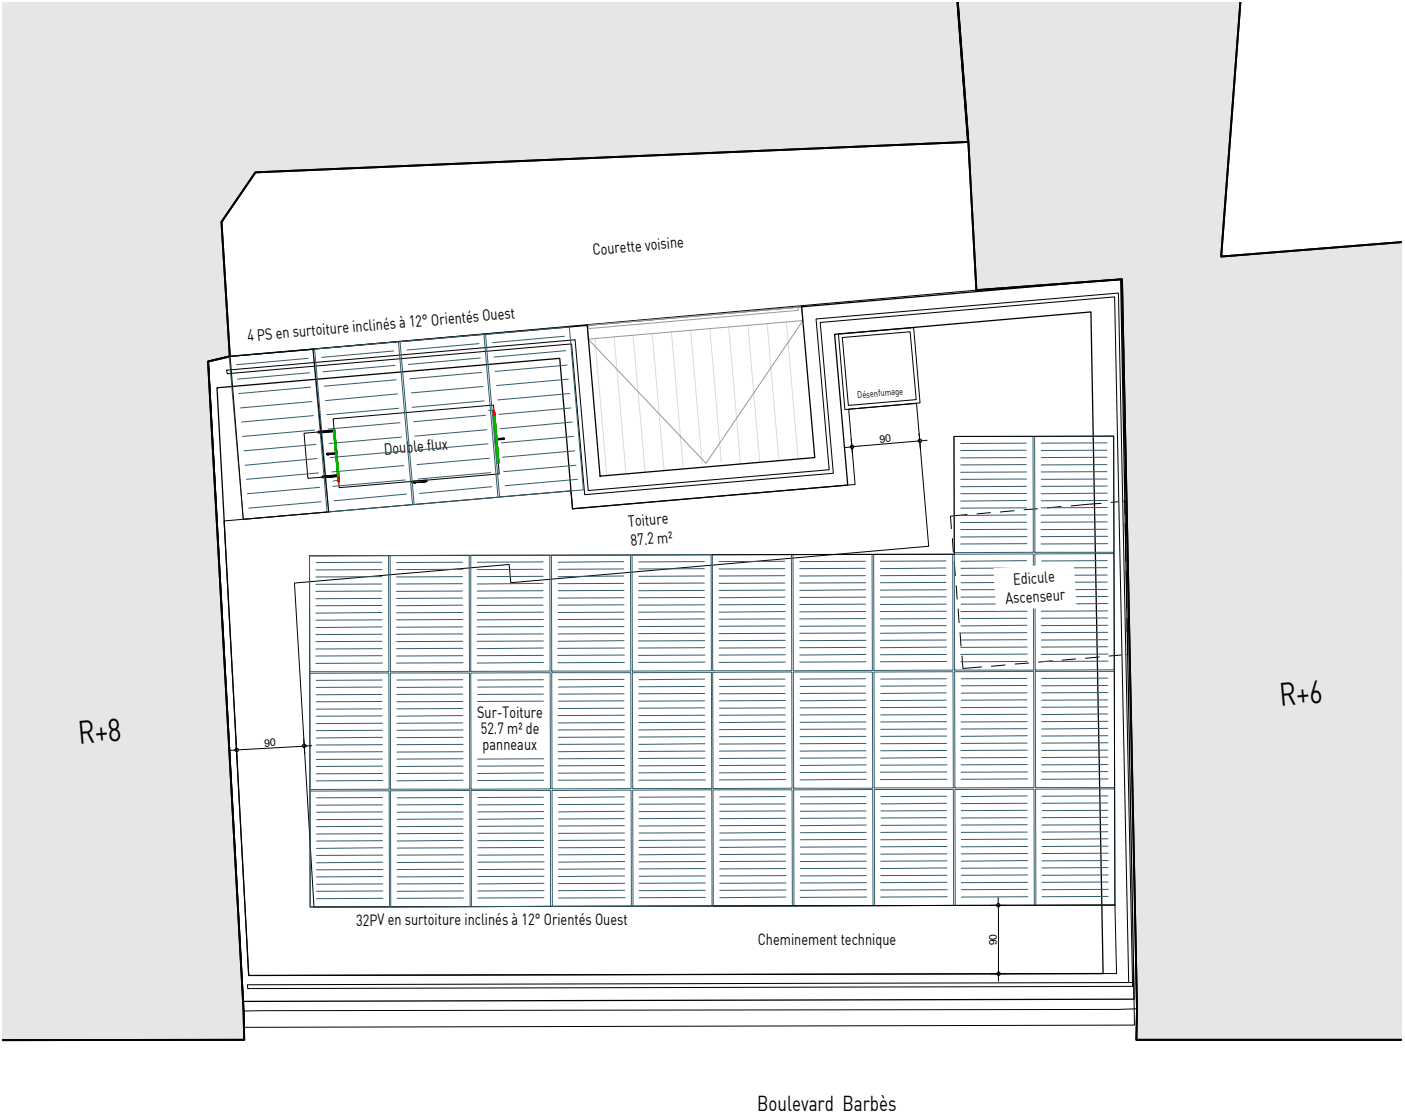 Courette voisine
4 PS en surtoiture inclinés à 12° Orientés Ouest
Désenfumage
90
Double flux
Toiture
87.2 m²
Edicule
Ascenseur
R+8
90
Sur-Toiture
52.7 m² de
panneaux
R+6
32PV en surtoiture inclinés à 12° Orientés Ouest
Cheminement technique
90
Boulevard Barbès